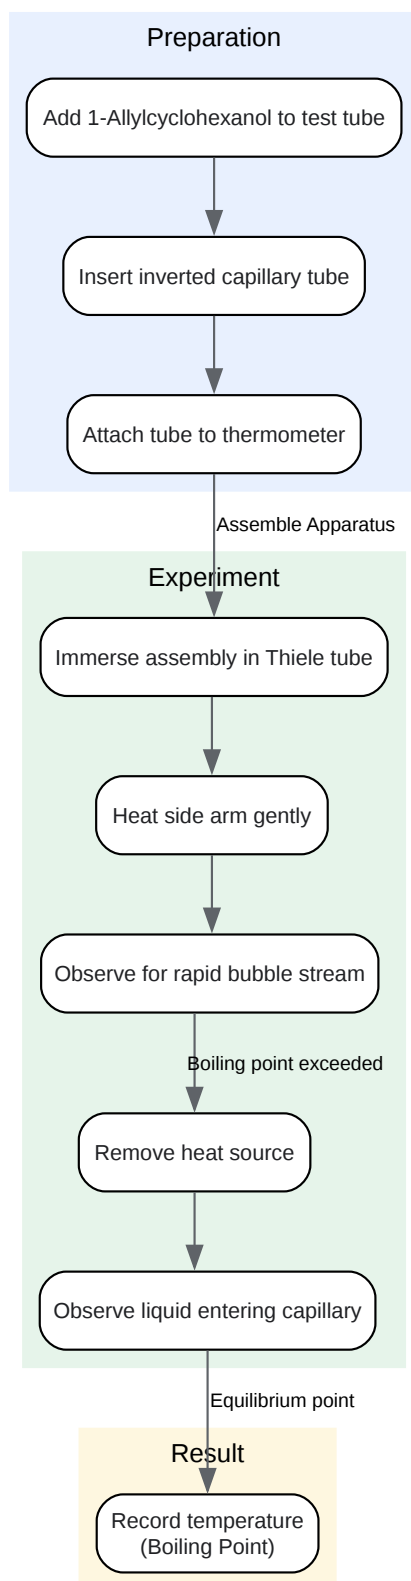 Preparation
Add 1-Allylcyclohexanol to test tube
Insert inverted capillary tube
Attach tube to thermometer
Assemble Apparatus
Experiment
Immerse assembly in Thiele tube
Heat side arm gently
Observe for rapid bubble stream
Boiling point exceeded
Remove heat source
Observe liquid entering capillary
Equilibrium point
Result
Record temperature
(Boiling Point)